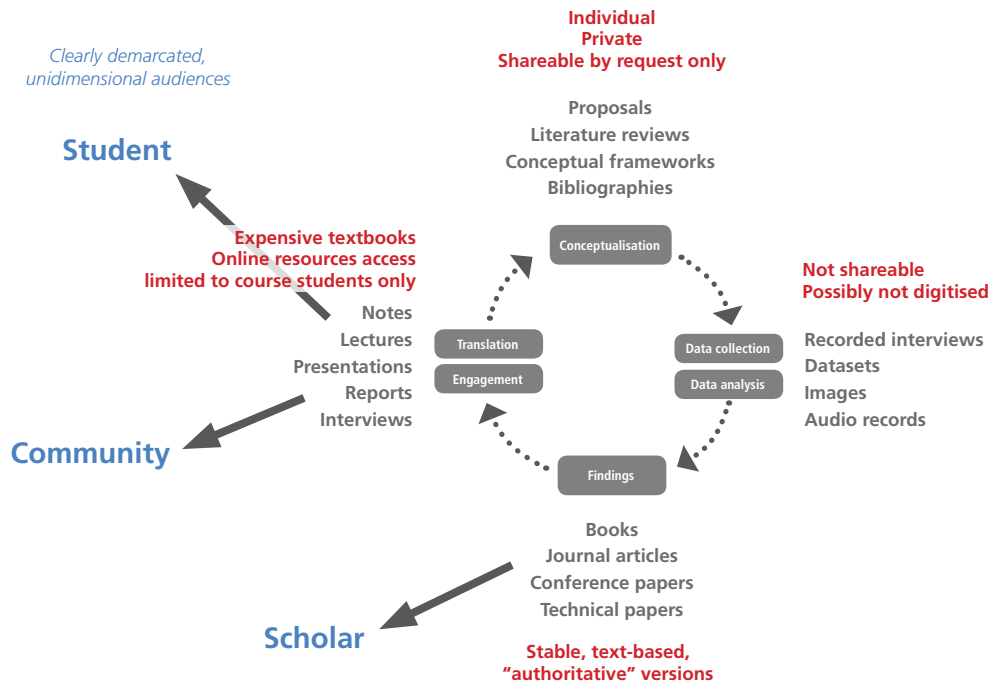 Individual
Private
Shareable by request only
Clearly demarcated,
unidimensional audiences
Proposals
Literature reviews
Conceptual frameworks
Bibliographies
Student
Expensive textbooks
Online resources access
limited to course students only
Conceptualisation
Not shareable
Possibly not digitised
Notes
Lectures
Presentations
Reports
Interviews
Translation
Engagement
Data collection
Data analysis
Recorded interviews
Datasets
Images
Audio records
Community
Findings
Books
Journal articles
Conference papers
Technical papers
Scholar
Stable, text-based,
"authoritative" versions